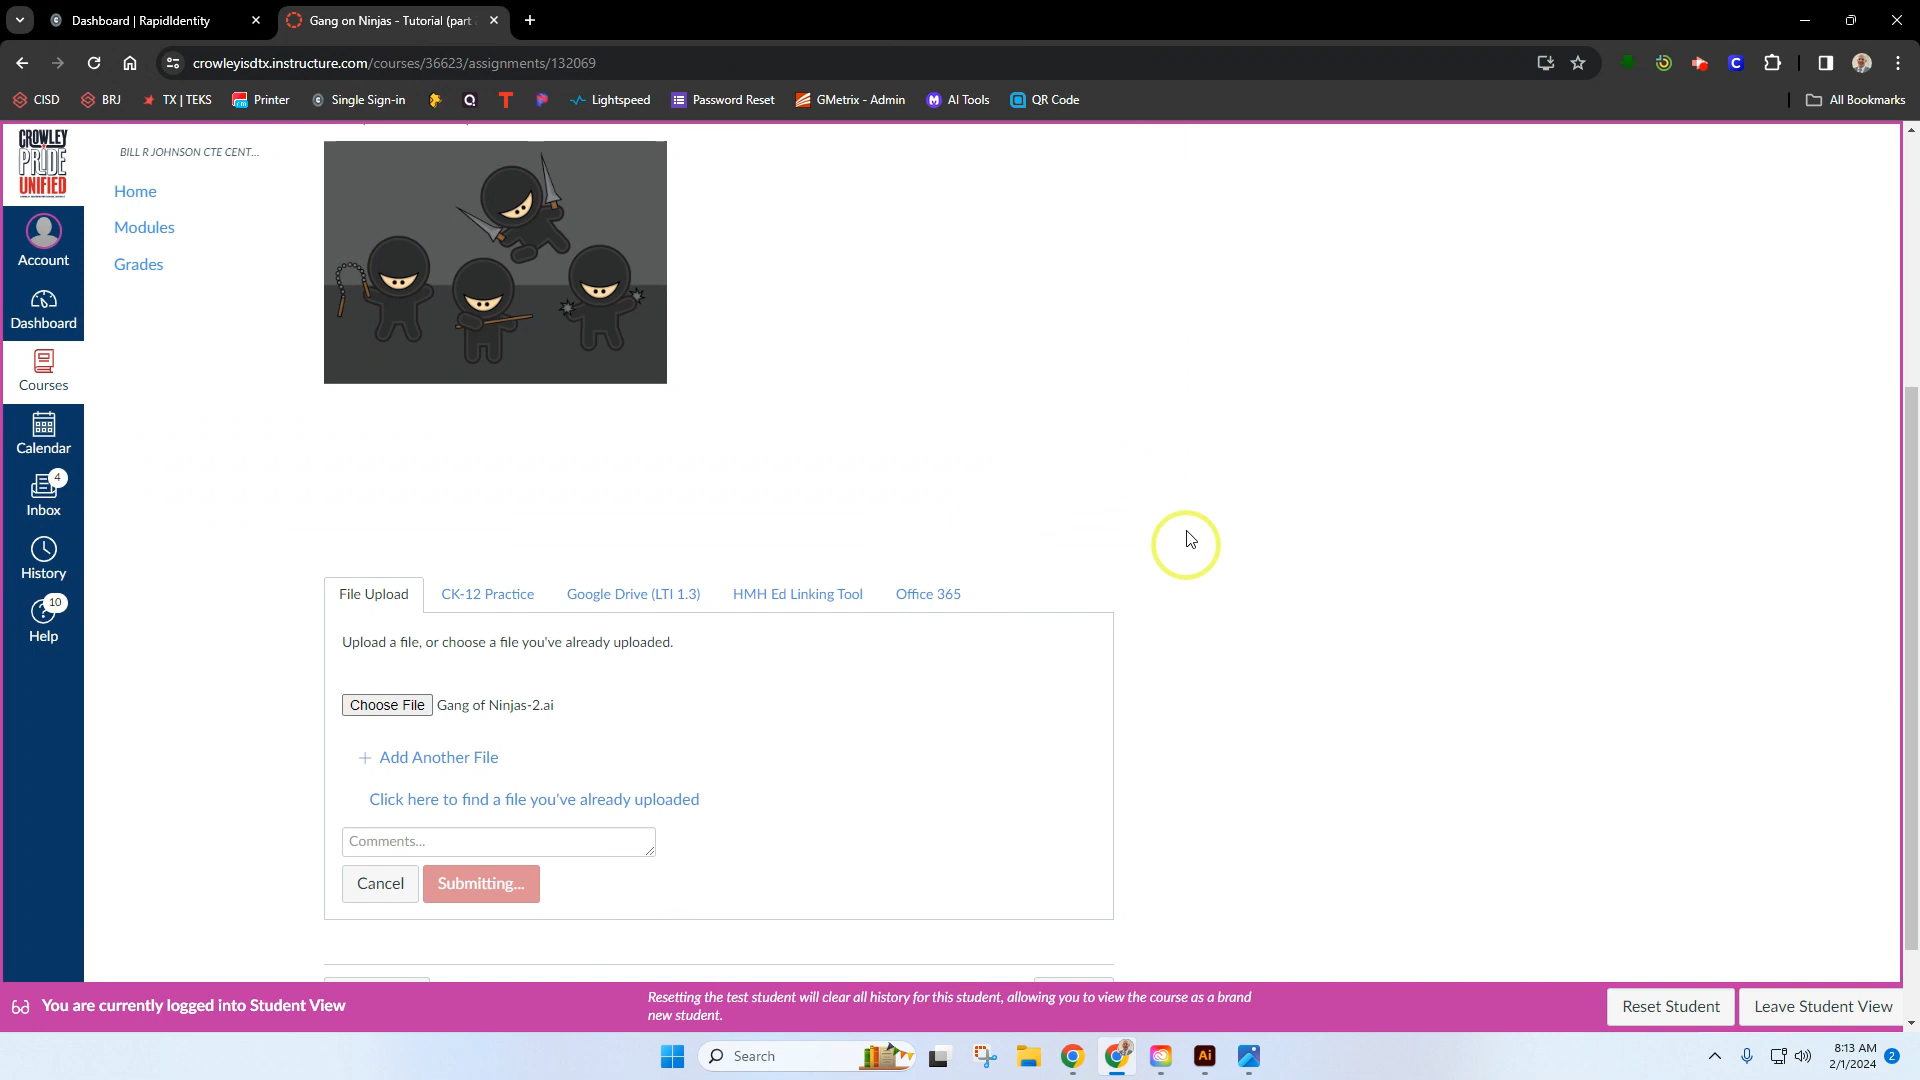 Dashboard | RapidIdentity
Gang on Ninjas - Tutorial (part
crowleyisdtx.instructure.com/courses/36623/assignments/132069
CISD
BRJ
TX | TEKS
Printer
Single Sign-in
Lightspeed
Password Reset
GMetrix - Admin
AI Tools
QR Code
All Bookmarks
CROWLEY
PRIDE
UNIFIED
BILL R JOHNSON CTE CENT...
Home
Modules
Grades
Account
Dashboard
Courses
Calendar
4
Inbox
History
10
Help
File Upload
CK-12 Practice
Google Drive (LTI 1.3)
HMH Ed Linking Tool
Office 365
Upload a file, or choose a file you've already uploaded.
Choose File Gang of Ninjas-2.ai
+ Add Another File
Click here to find a file you've already uploaded
Comments...
Cancel
Submitting...
You are currently logged into Student View
Resetting the test student will clear all history for this student, allowing you to view the course as a brand
new student.
Reset Student
Leave Student View
Search
Ai
8:13 AM
2/1/2024
2